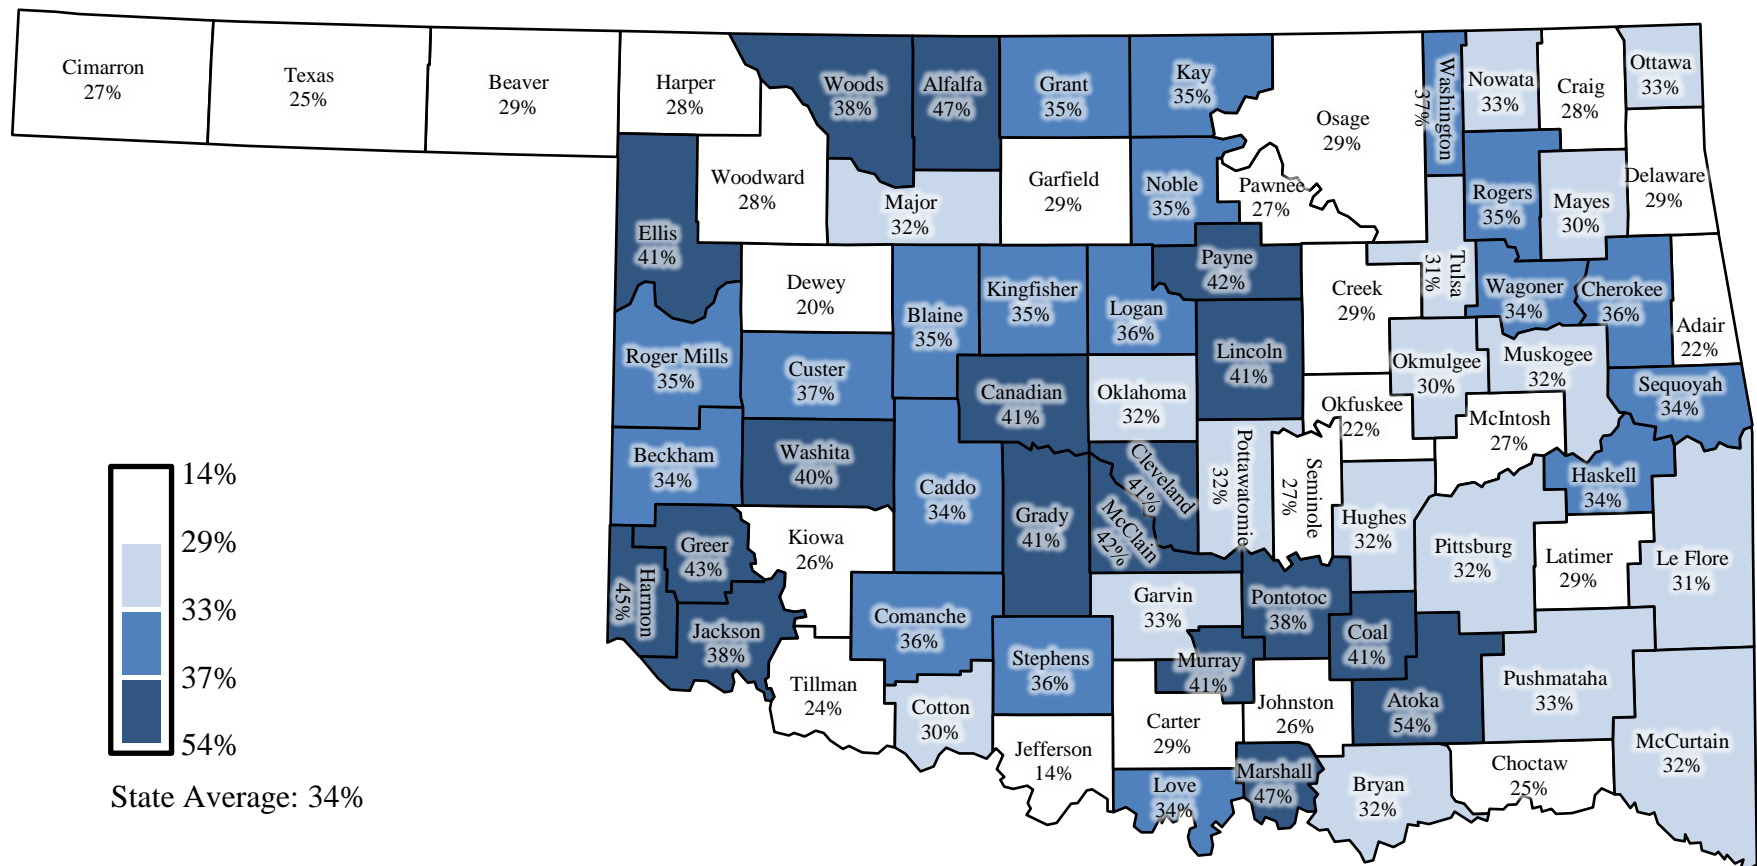 Cimarron
27%
Texas
25%
Beaver
29%
Harper
28%
Woods
38%
Alfalfa
47%
Grant
35%
Kay
35%
Osage
29%
Washington
37%
Nowata
33%
Craig
28%
Ottawa
33%
Woodward
28%
Major
32%
Garfield
29%
Noble
35%
Pawnee
27%
Rogers
35%
Mayes
30%
Delaware
29%
Ellis
41%
Dewey
20%
Blaine
35%
Kingfisher
35%
Logan
36%
Payne
42%
Creek
29%
Tulsa
31%
Wagoner
34%
Cherokee
36%
Adair
22%
Roger Mills
35%
Custer
37%
Canadian
41%
Oklahoma
32%
Lincoln
41%
Okfuskee
22%
Okmulgee
30%
Muskogee
32%
McIntosh
27%
Sequoyah
34%
Beckham
34%
Washita
40%
Caddo
34%
Grady
41%
Cleveland
41%
McClain
42%
Pottawatomie
32%
Seminole
27%
Hughes
32%
Pittsburg
32%
Haskell
34%
Latimer
29%
Le Flore
31%
Harmon
45%
Greer
43%
Kiowa
26%
Jackson
38%
Comanche
36%
Stephens
36%
Garvin
33%
Murray
41%
Pontotoc
38%
Coal
41%
Atoka
54%
Pushmataha
33%
McCurtain
32%
Tillman
24%
Cotton
30%
Jefferson
14%
Carter
29%
Johnston
26%
Love
34%
Marshall
47%
Bryan
32%
Choctaw
25%
14%
29%
33%
37%
54%
State Average: 34%